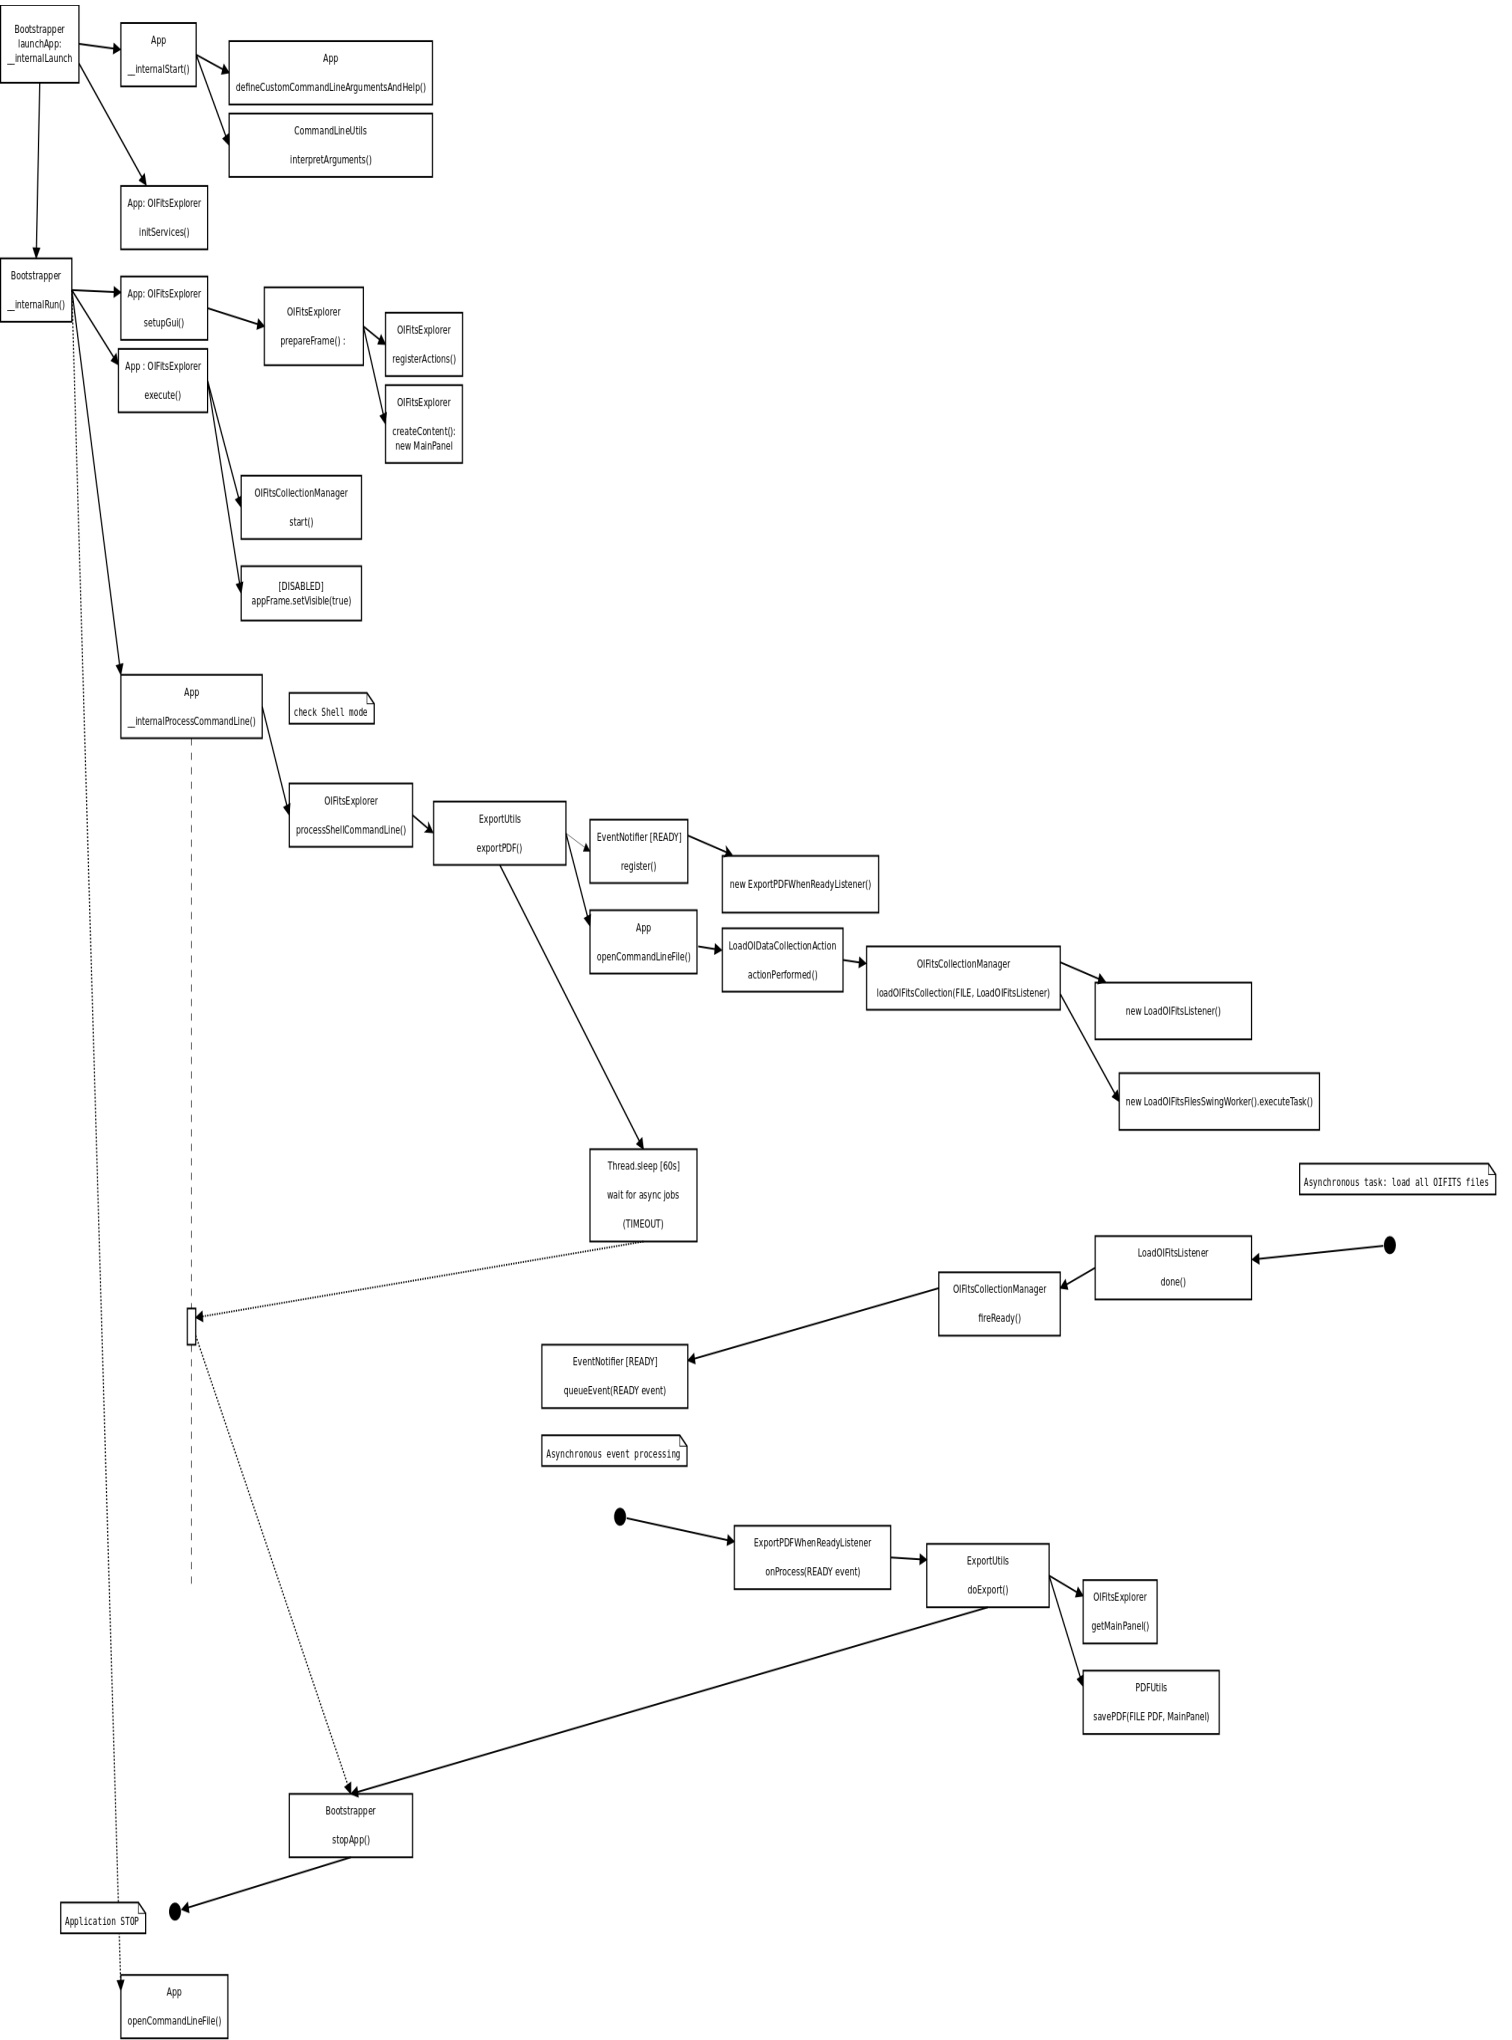 Bootstrapper
launchApp:
__internalLaunch
App
__internalStart()
App
defineCustomCommandLineArgumentsAndHelp()
CommandLineUtils
interpretArguments()
App: OIFitsExplorer
initServices()
Bootstrapper
__internalRun()
App: OIFitsExplorer
setupGui()
OIFitsExplorer
prepareFrame() :
OIFitsExplorer
registerActions()
App : OIFitsExplorer
execute()
OIFitsExplorer
createContent():
new MainPanel
OIFitsCollectionManager
start()
[DISABLED]
appFrame.setVisible(true)
App
__internalProcessCommandLine()
check Shell mode
OIFitsExplorer
processShellCommandLine()
ExportUtils
exportPDF()
EventNotifier [READY]
register()
new ExportPDFWhenReadyListener()
App
openCommandLineFile()
LoadOIDataCollectionAction
actionPerformed()
OIFitsCollectionManager
loadOIFitsCollection(FILE, LoadOIFitsListener)
new LoadOIFitsListener()
new LoadOIFitsFilesSwingWorker().executeTask()
Thread.sleep [60s]
wait for async jobs
(TIMEOUT)
Asynchronous task: load all OIFITS files
LoadOIFitsListener
done()
OIFitsCollectionManager
fireReady()
EventNotifier [READY]
queueEvent(READY event)
Asynchronous event processing
ExportPDFWhenReadyListener
onProcess(READY event)
ExportUtils
doExport()
OIFitsExplorer
getMainPanel()
PDFUtils
savePDF(FILE PDF, MainPanel)
Bootstrapper
stopApp()
Application STOP
App
openCommandLineFile()